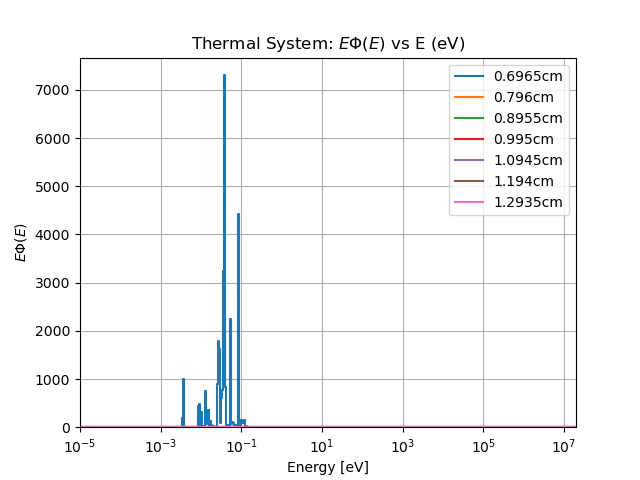 Thermal System: EΦ(E) vs E (eV)
EΦ(E)
7000
6000
5000
4000
3000
2000
1000
0
10⁻⁵ 10⁻³ 10⁻¹ 10¹ 10³ 10⁵ 10⁷
Energy [eV]
0.6965cm
0.796cm
0.8955cm
0.995cm
1.0945cm
1.194cm
1.2935cm